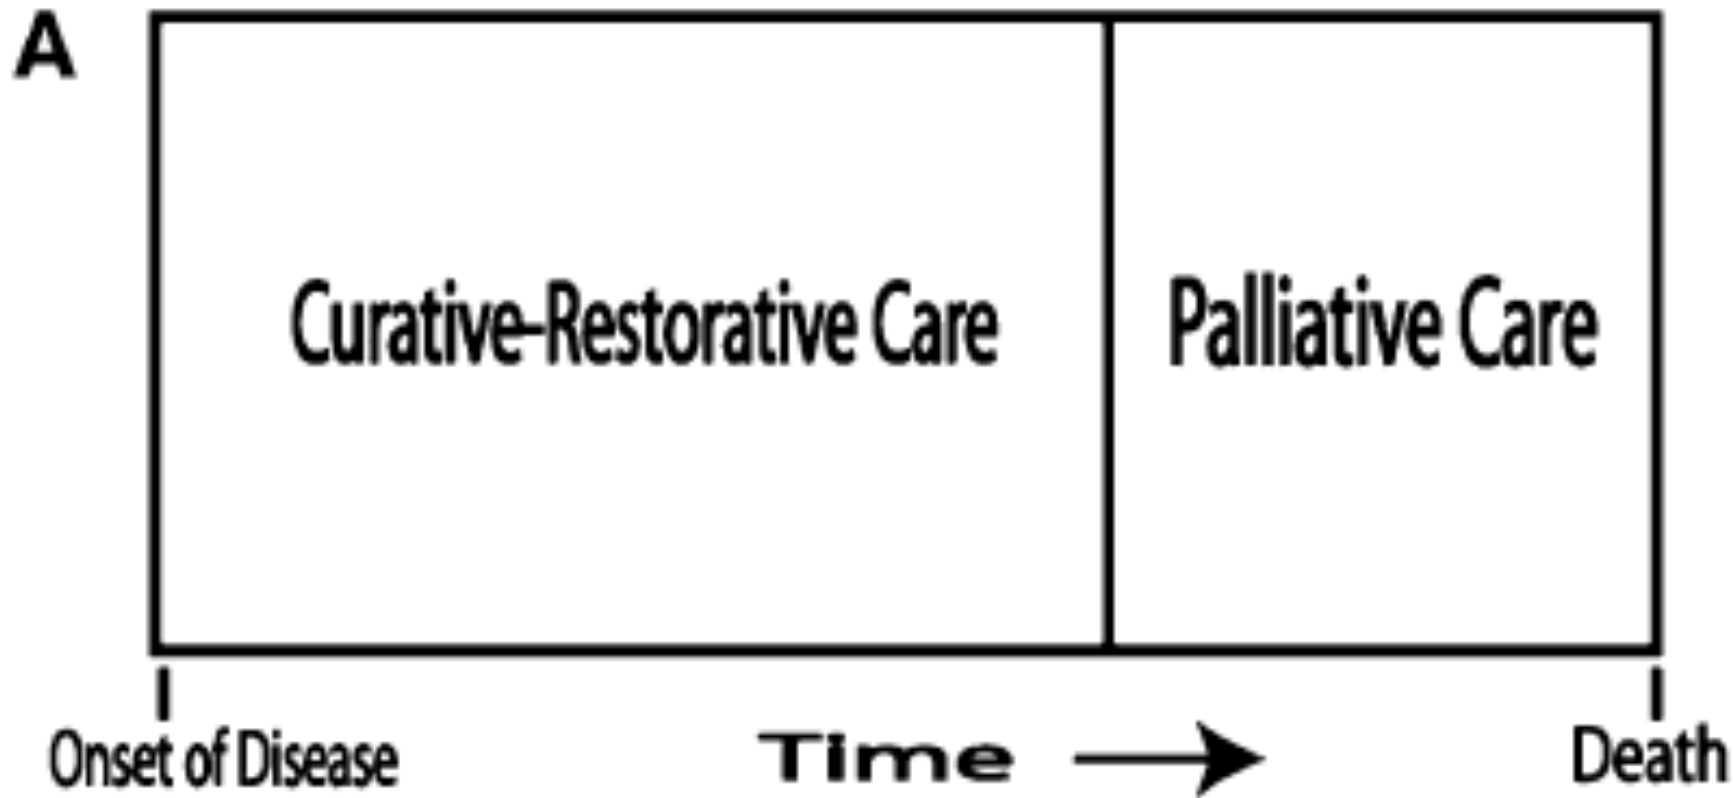 A
Curative-Restorative Care
Palliative Care
Onset of Disease
Time
Death